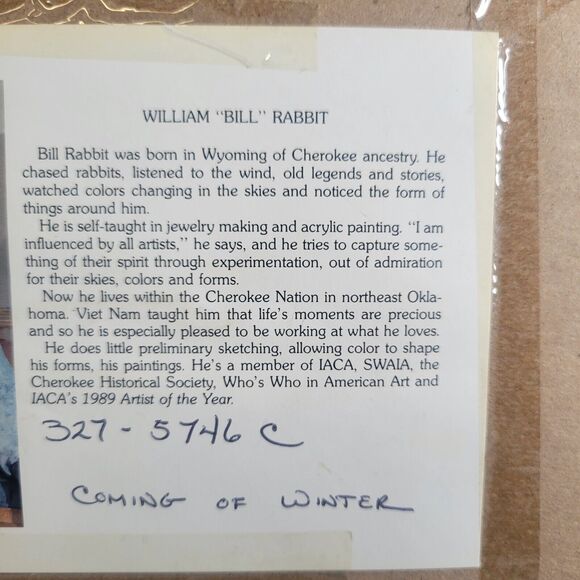 WILLIAM "BILL" RABBIT
Bill Rabbit was born in Wyoming of Cherokee ancestry. He
chased rabbits, listened to the wind, old legends and stories,
watched colors changing in the skies and noticed the form of
things around him.
He is self-taught in jewelry making and acrylic painting. "I am
influenced by all artists," he says, and he tries to capture some-
thing of their spirit through experimentation, out of admiration
for their skies, colors and forms.
Now he lives within the Cherokee Nation in northeast Okla-
homa. Viet Nam taught him that life's moments are precious
and so he is especially pleased to be working at what he loves.
He does little preliminary sketching, allowing color to shape
his forms, his paintings. He's a member of IACA, SWAIA, the
Cherokee Historical Society, Who's Who in American Art and
IACA's 1989 Artist of the Year.
327-5746 C
COMING OF WINTER